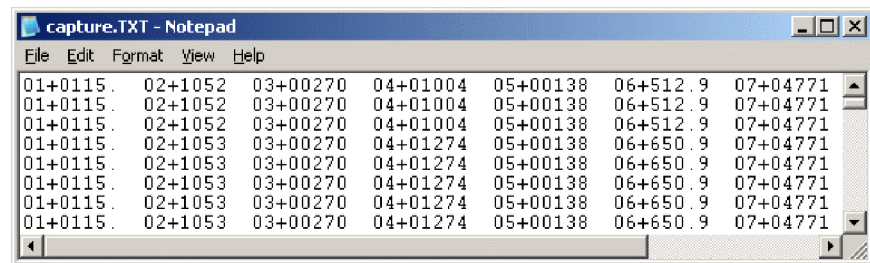 capture.TXT - Notepad
File Edit Format View Help
01+0115. 02+1052 03+00270 04+01004 05+00138 06+512.9 07+04771
01+0115. 02+1052 03+00270 04+01004 05+00138 06+512.9 07+04771
01+0115. 02+1052 03+00270 04+01004 05+00138 06+512.9 07+04771
01+0115. 02+1053 03+00270 04+01274 05+00138 06+650.9 07+04771
01+0115. 02+1053 03+00270 04+01274 05+00138 06+650.9 07+04771
01+0115. 02+1053 03+00270 04+01274 05+00138 06+650.9 07+04771
01+0115. 02+1053 03+00270 04+01274 05+00138 06+650.9 07+04771
01+0115. 02+1053 03+00270 04+01274 05+00138 06+650.9 07+04771